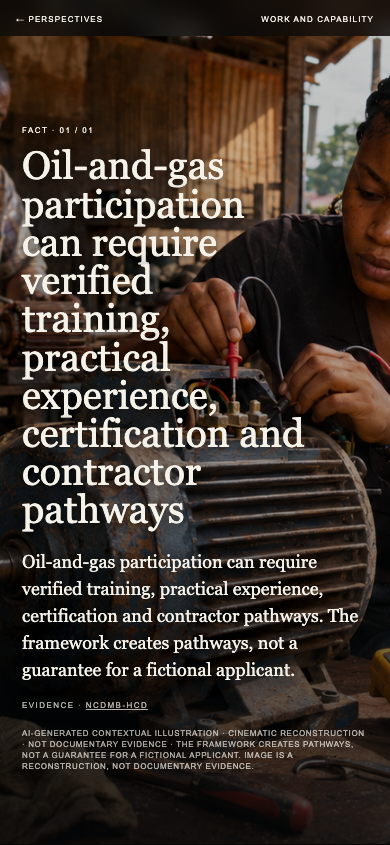 ← PERSPECTIVES
WORK AND CAPABILITY
FACT · 01 / 01
Oil-and-gas
participation
can require
verified
training,
practical
experience,
certification and
contractor
pathways
Oil-and-gas participation can require
verified training, practical experience,
certification and contractor pathways. The
framework creates pathways, not a
guarantee for a fictional applicant.
EVIDENCE · NCDMB-HCD
AI-GENERATED CONTEXTUAL ILLUSTRATION · CINEMATIC RECONSTRUCTION
· NOT DOCUMENTARY EVIDENCE · THE FRAMEWORK CREATES PATHWAYS,
NOT A GUARANTEE FOR A FICTIONAL APPLICANT. IMAGE IS A
RECONSTRUCTION, NOT DOCUMENTARY EVIDENCE.